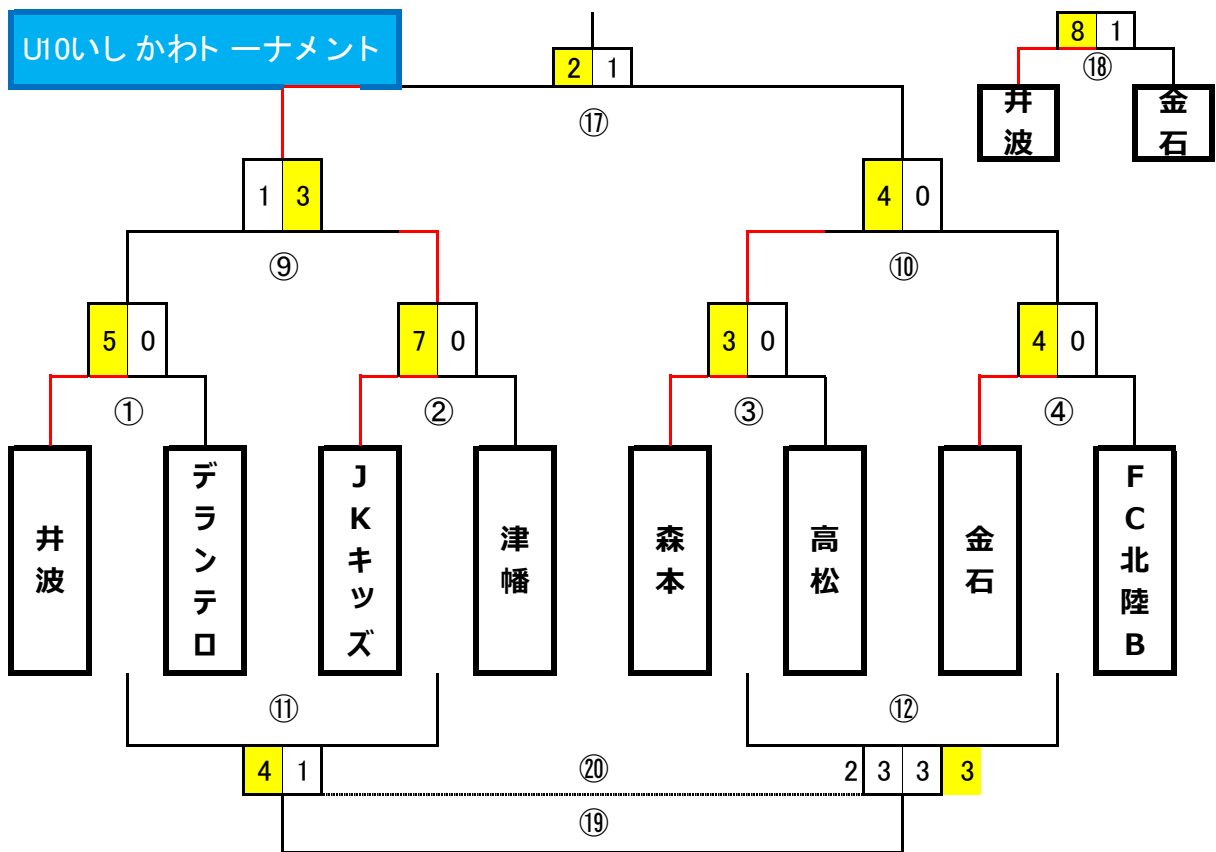 U10いしかわトーナメント
8 1
2 1
⑱
井波
金石
⑰
1 3
4 0
⑨
⑩
5 0
7 0
3 0
4 0
①
②
③
④
井波
デランテロ
JKキッズ
津幡
森本
高松
金石
FC北陸B
⑪
⑫
4 1
⑳
2 3 3 3
⑲